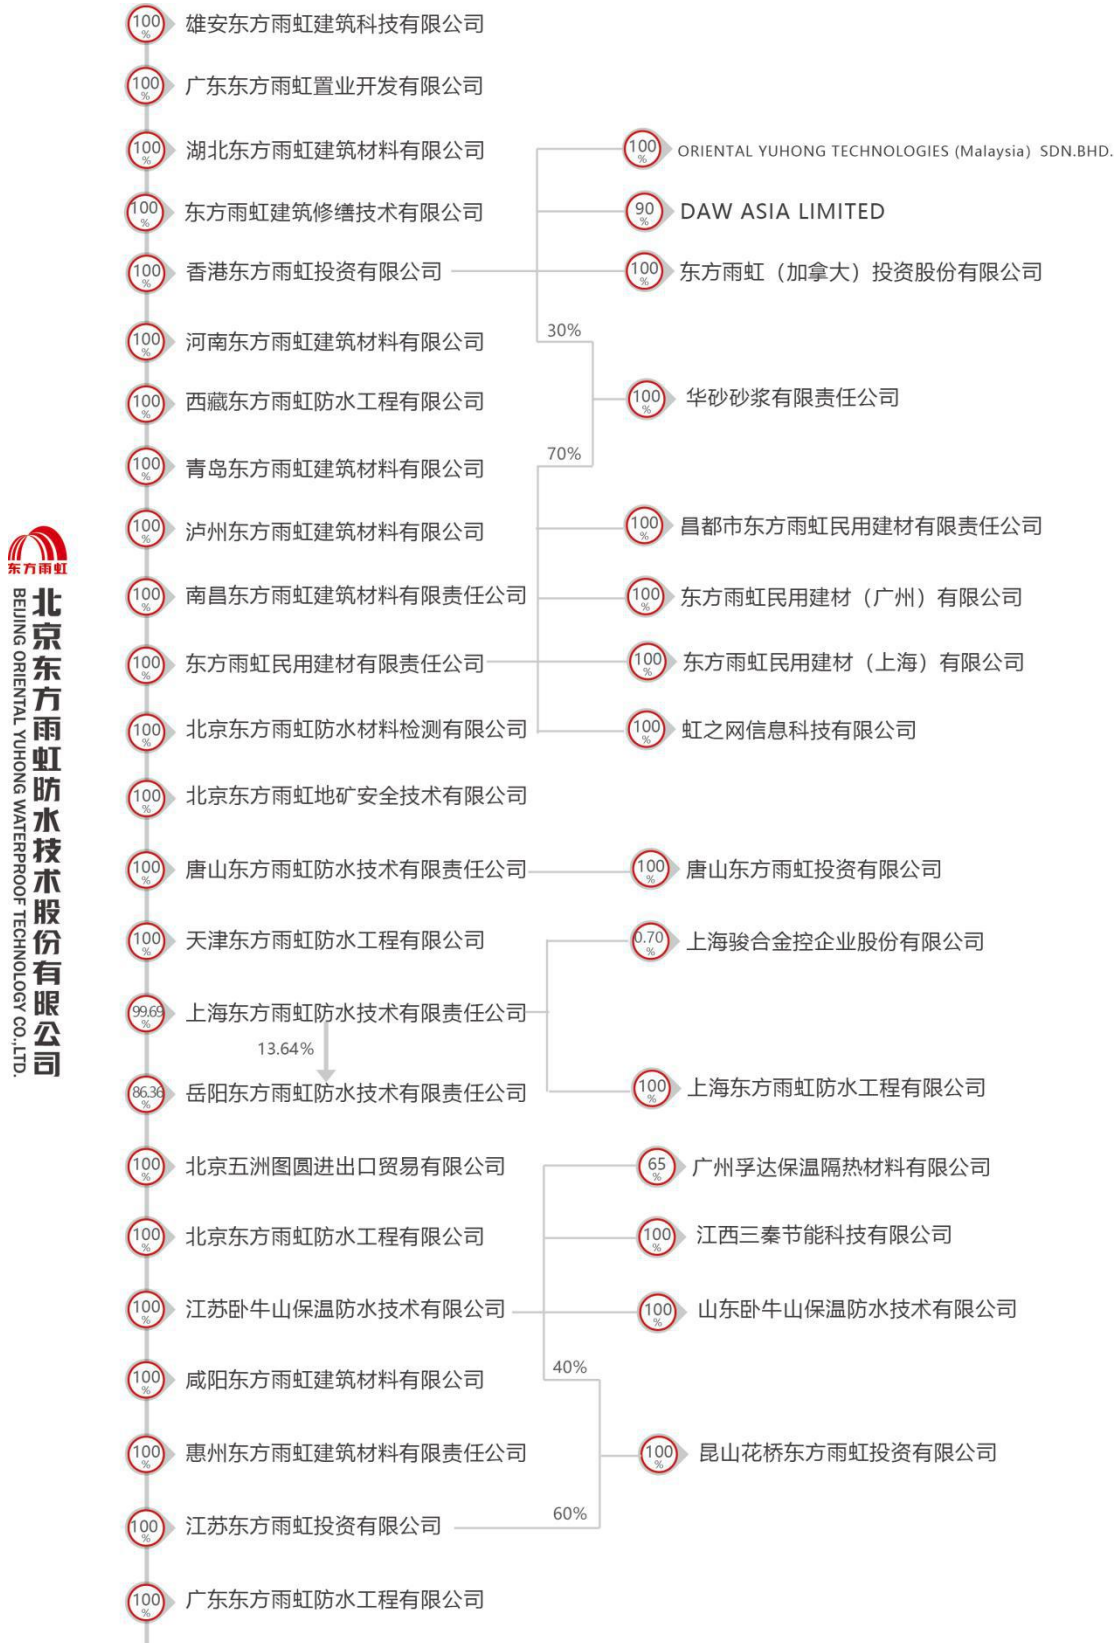 东方雨虹
北京东方雨虹防水技术股份有限公司
BEIJING ORIENTAL YUHONG WATERPROOF TECHNOLOGY CO.,LTD.
100% 雄安东方雨虹建筑科技有限公司
100% 广东东方雨虹置业开发有限公司
100% 湖北东方雨虹建筑材料有限公司
100% ORIENTAL YUHONG TECHNOLOGIES (Malaysia) SDN.BHD.
100% 东方雨虹建筑修缮技术有限公司
90% DAW ASIA LIMITED
100% 香港东方雨虹投资有限公司
100% 东方雨虹（加拿大）投资股份有限公司
30%
100% 河南东方雨虹建筑材料有限公司
100% 西藏东方雨虹防水工程有限公司
100% 华砂砂浆有限责任公司
70%
100% 青岛东方雨虹建筑材料有限公司
100% 泸州东方雨虹建筑材料有限公司
100% 昌都市东方雨虹民用建材有限责任公司
100% 南昌东方雨虹建筑材料有限责任公司
100% 东方雨虹民用建材（广州）有限公司
100% 东方雨虹民用建材有限责任公司
100% 东方雨虹民用建材（上海）有限公司
100% 北京东方雨虹防水材料检测有限公司
100% 虹之网信息科技有限公司
100% 北京东方雨虹地矿安全技术有限公司
100% 唐山东方雨虹防水技术有限责任公司
100% 唐山东方雨虹投资有限公司
100% 天津东方雨虹防水工程有限公司
0.70% 上海骏合金控企业股份有限公司
99.69% 上海东方雨虹防水技术有限责任公司
13.64%
86.36% 岳阳东方雨虹防水技术有限责任公司
100% 上海东方雨虹防水工程有限公司
100% 北京五洲图圆进出口贸易有限公司
65% 广州孚达保温隔热材料有限公司
100% 北京东方雨虹防水工程有限公司
100% 江西三秦节能科技有限公司
100% 江苏卧牛山保温防水技术有限公司
100% 山东卧牛山保温防水技术有限公司
40%
100% 咸阳东方雨虹建筑材料有限公司
100% 惠州东方雨虹建筑材料有限责任公司
100% 昆山花桥东方雨虹投资有限公司
60%
100% 江苏东方雨虹投资有限公司
100% 广东东方雨虹防水工程有限公司